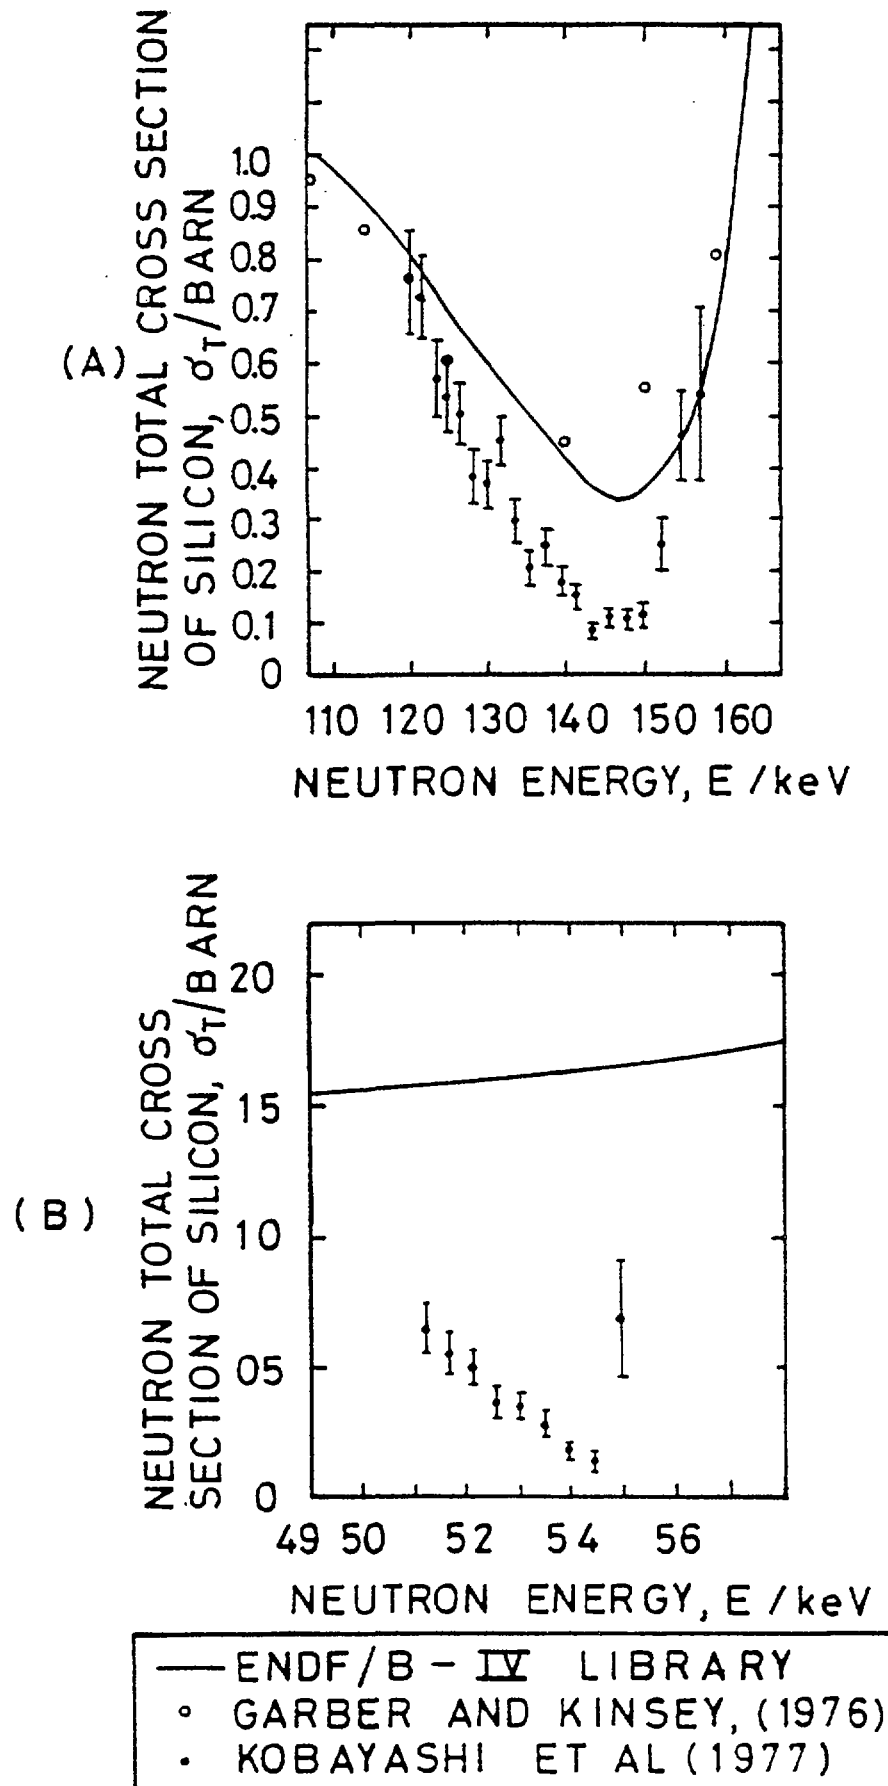 (A)
NEUTRON TOTAL CROSS SECTION
OF SILICON, σT/BARN
1.0
0.9
0.8
0.7
0.6
0.5
0.4
0.3
0.2
0.1
0
110 120 130 140 150 160
NEUTRON ENERGY, E /keV
(B)
NEUTRON TOTAL CROSS
SECTION OF SILICON, σT/BARN
20
15
10
05
0
49 50 52 54 56
NEUTRON ENERGY, E /keV
ENDF/B - IV LIBRARY
GARBER AND KINSEY, (1976)
KOBAYASHI ET AL (1977)